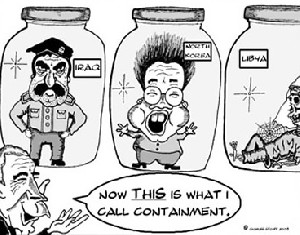 IRAQ
NORTH
KOREA
LIBYA
NOW THIS IS WHAT I
CALL CONTAINMENT.